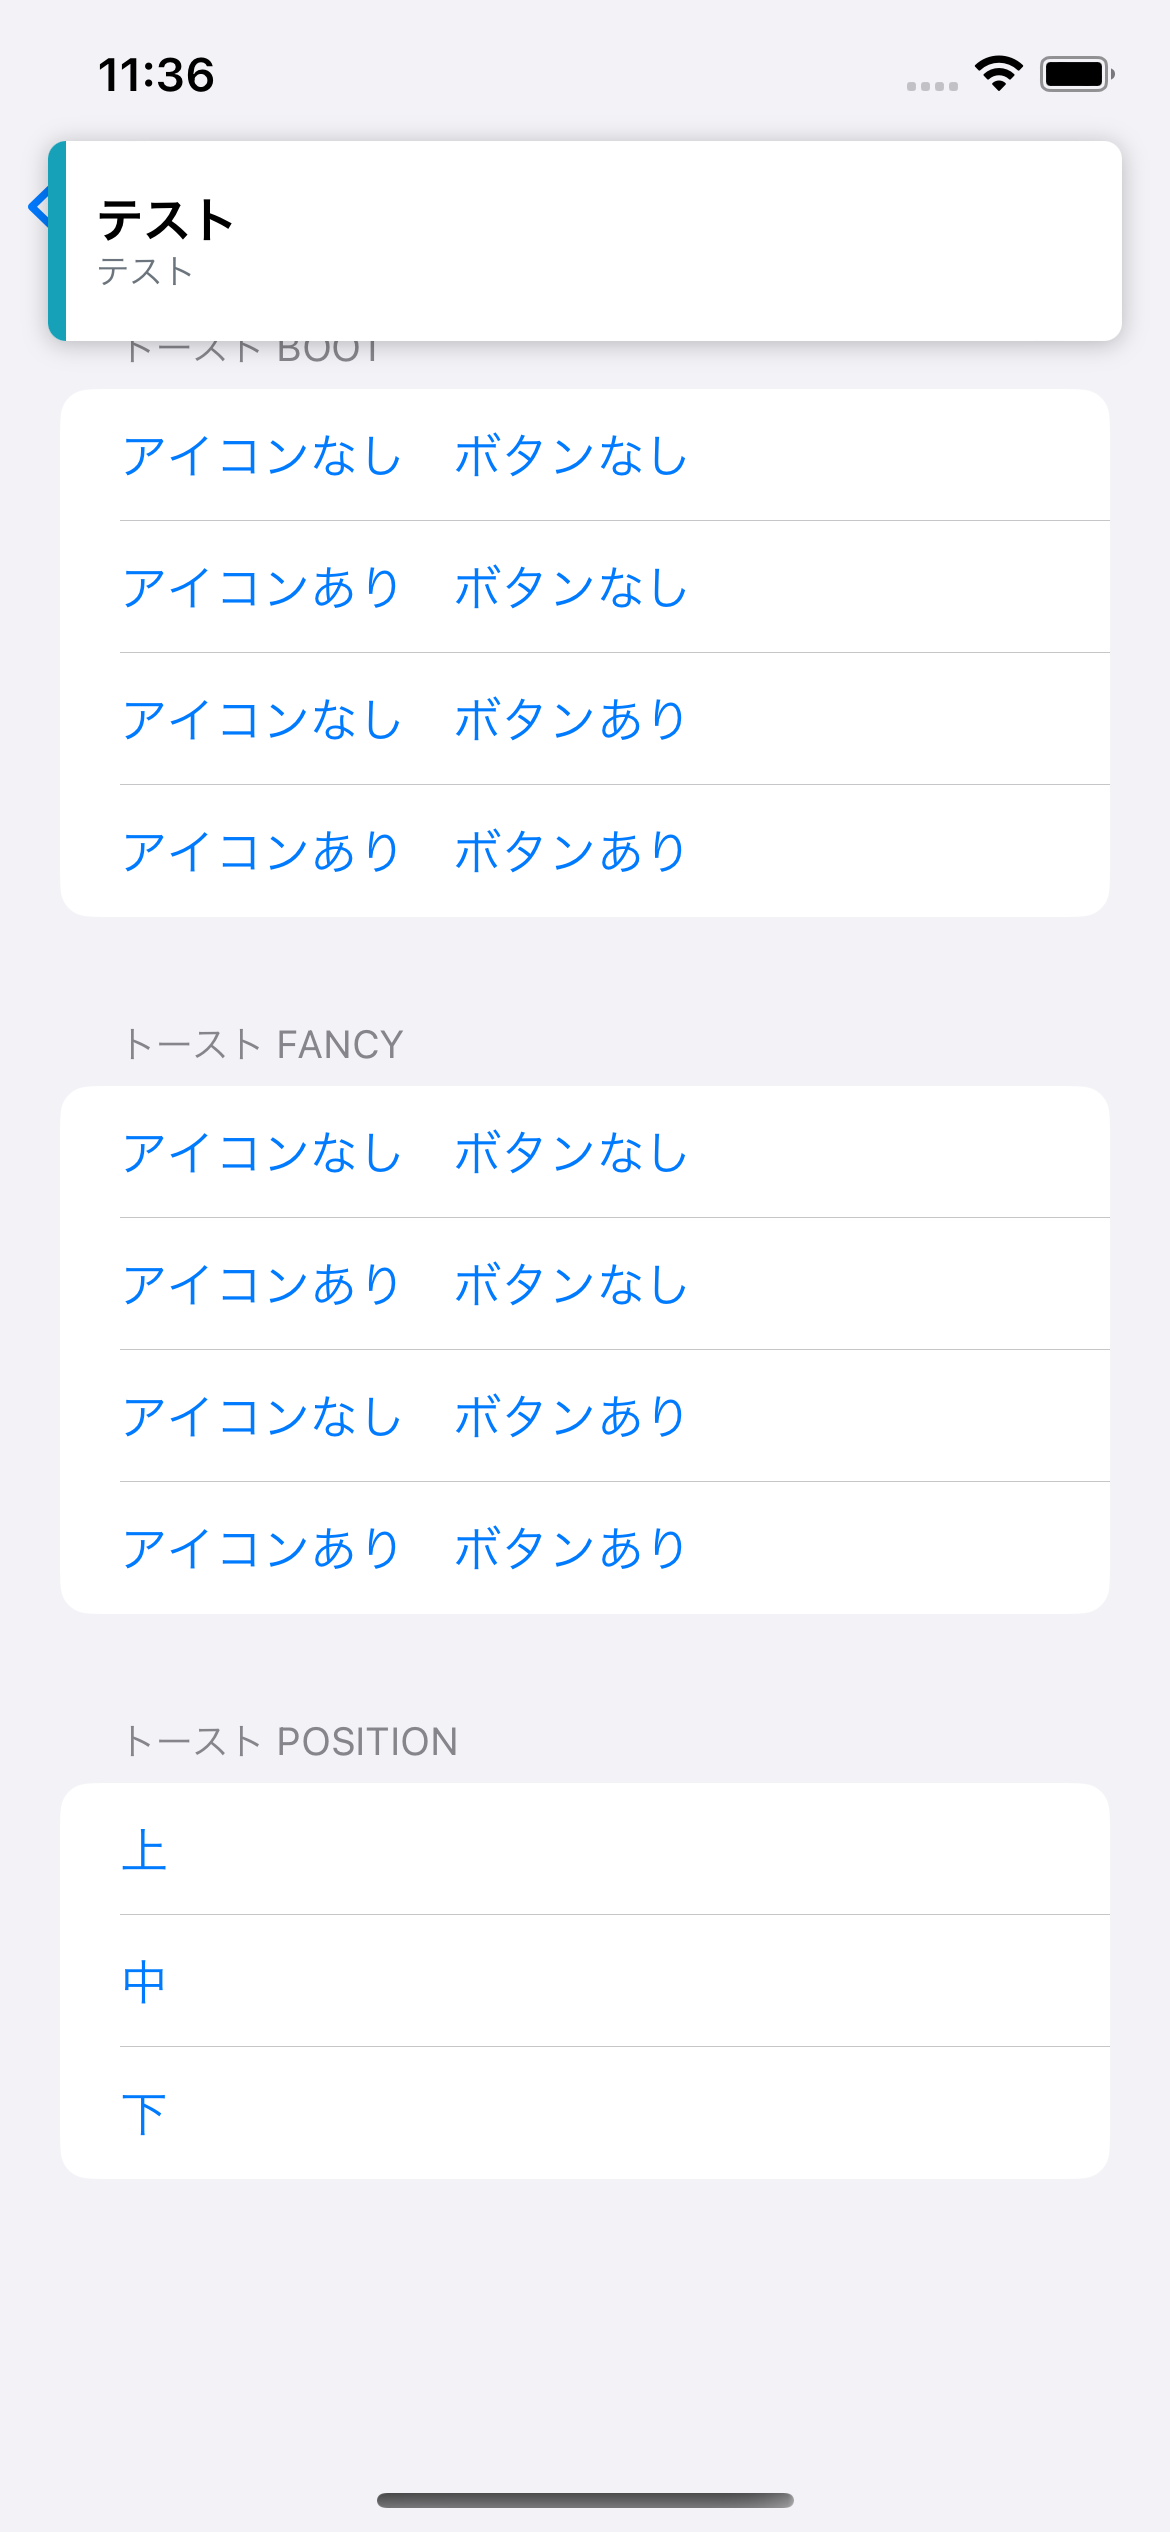 11:36
テスト
テスト
トースト BOOT
アイコンなし　ボタンなし
アイコンあり　ボタンなし
アイコンなし　ボタンあり
アイコンあり　ボタンあり
トースト FANCY
アイコンなし　ボタンなし
アイコンあり　ボタンなし
アイコンなし　ボタンあり
アイコンあり　ボタンあり
トースト POSITION
上
中
下